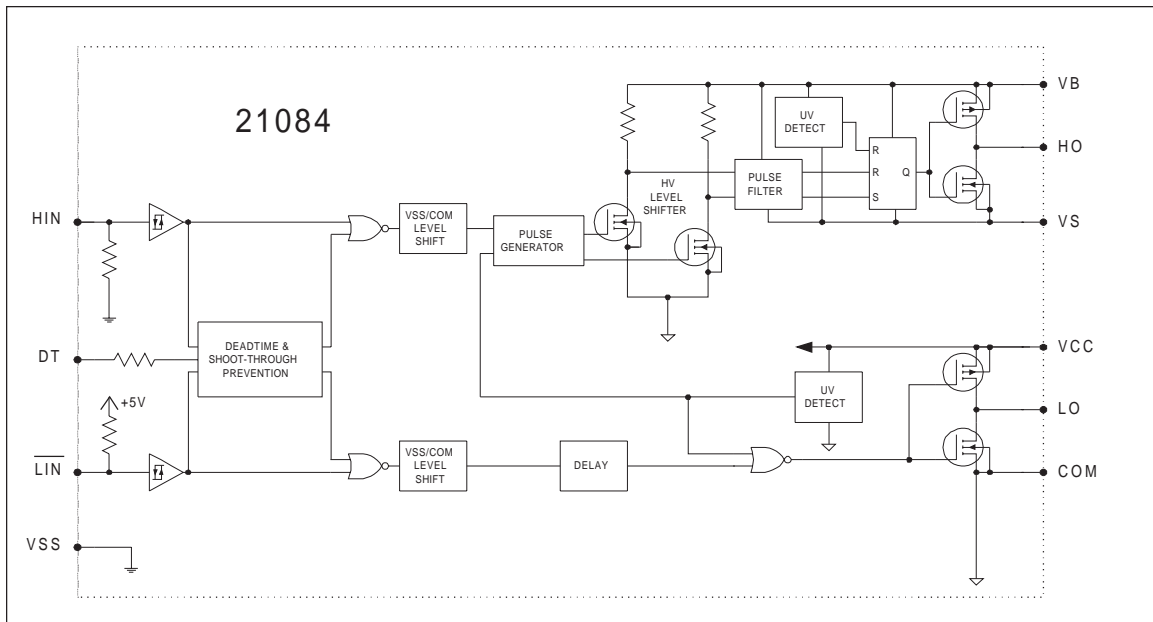 21084
VB
UV
DETECT
R
R
S
Q
HO
PULSE
FILTER
HV
LEVEL
SHIFTER
HIN
VSS/COM
LEVEL
SHIFT
PULSE
GENERATOR
VS
DEADTIME &
SHOOT-THROUGH
PREVENTION
DT
VCC
UV
DETECT
+5V
LO
LIN
VSS/COM
LEVEL
SHIFT
DELAY
COM
VSS